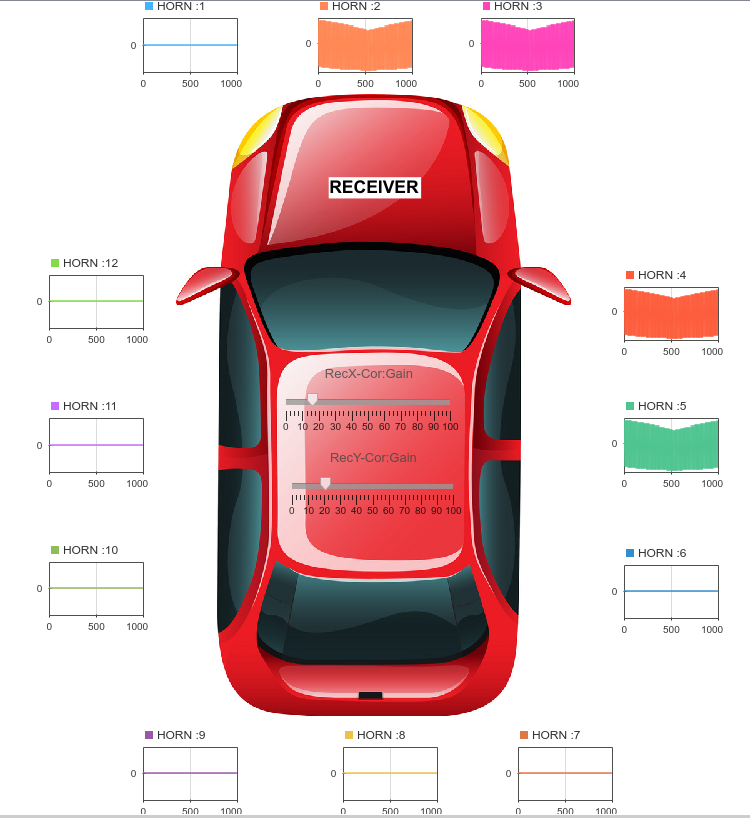 HORN :1
0
0 500 1000
HORN :2
0
0 500 1000
HORN :3
0
0 500 1000
RECEIVER
HORN :12
0
0 500 1000
HORN :4
0
0 500 1000
RecX-Cor:Gain
0 10 20 30 40 50 60 70 80 90 100
HORN :11
0
0 500 1000
HORN :5
0
0 500 1000
RecY-Cor:Gain
0 10 20 30 40 50 60 70 80 90 100
HORN :10
0
0 500 1000
HORN :6
0
0 500 1000
HORN :9
0
0 500 1000
HORN :8
0
0 500 1000
HORN :7
0
0 500 1000